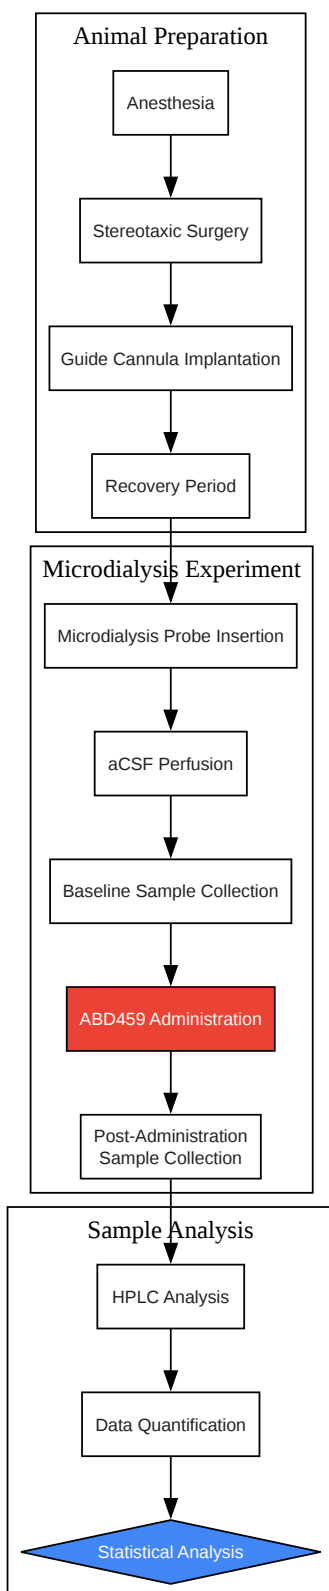 Animal Preparation
Anesthesia
Stereotaxic Surgery
Guide Cannula Implantation
Recovery Period
Microdialysis Experiment
Microdialysis Probe Insertion
aCSF Perfusion
Baseline Sample Collection
ABD459 Administration
Post-Administration
Sample Collection
Sample Analysis
HPLC Analysis
Data Quantification
Statistical Analysis